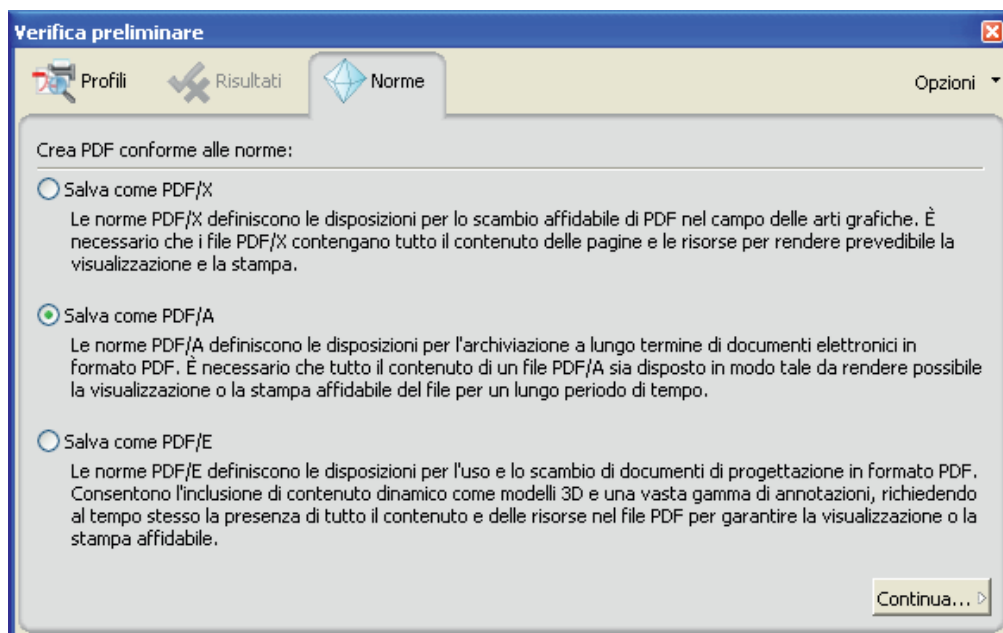 Verifica preliminare
Profili
Risultati
Norme
Opzioni
Crea PDF conforme alle norme:
Salva come PDF/X
Le norme PDF/X definiscono le disposizioni per lo scambio affidabile di PDF nel campo delle arti grafiche. È
necessario che i file PDF/X contengano tutto il contenuto delle pagine e le risorse per rendere prevedibile la
visualizzazione e la stampa.
Salva come PDF/A
Le norme PDF/A definiscono le disposizioni per l'archiviazione a lungo termine di documenti elettronici in
formato PDF. È necessario che tutto il contenuto di un file PDF/A sia disposto in modo tale da rendere possibile
la visualizzazione o la stampa affidabile del file per un lungo periodo di tempo.
Salva come PDF/E
Le norme PDF/E definiscono le disposizioni per l'uso e lo scambio di documenti di progettazione in formato PDF.
Consentono l'inclusione di contenuto dinamico come modelli 3D e una vasta gamma di annotazioni, richiedendo
al tempo stesso la presenza di tutto il contenuto e delle risorse nel file PDF per garantire la visualizzazione o la
stampa affidabile.
Continua...